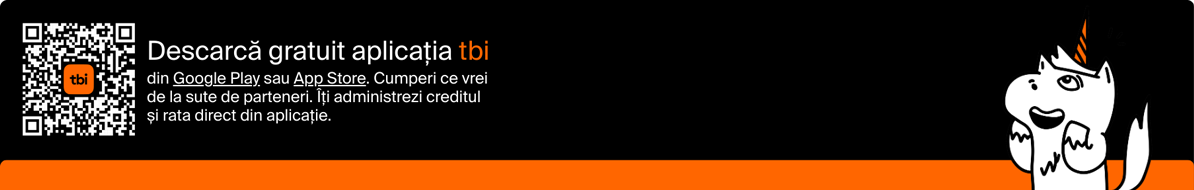 Descarcă gratuit aplicația tbi
din Google Play sau App Store. Cumperi ce vrei
de la sute de parteneri. Îți administrezi creditul
și rata direct din aplicație.
tbi